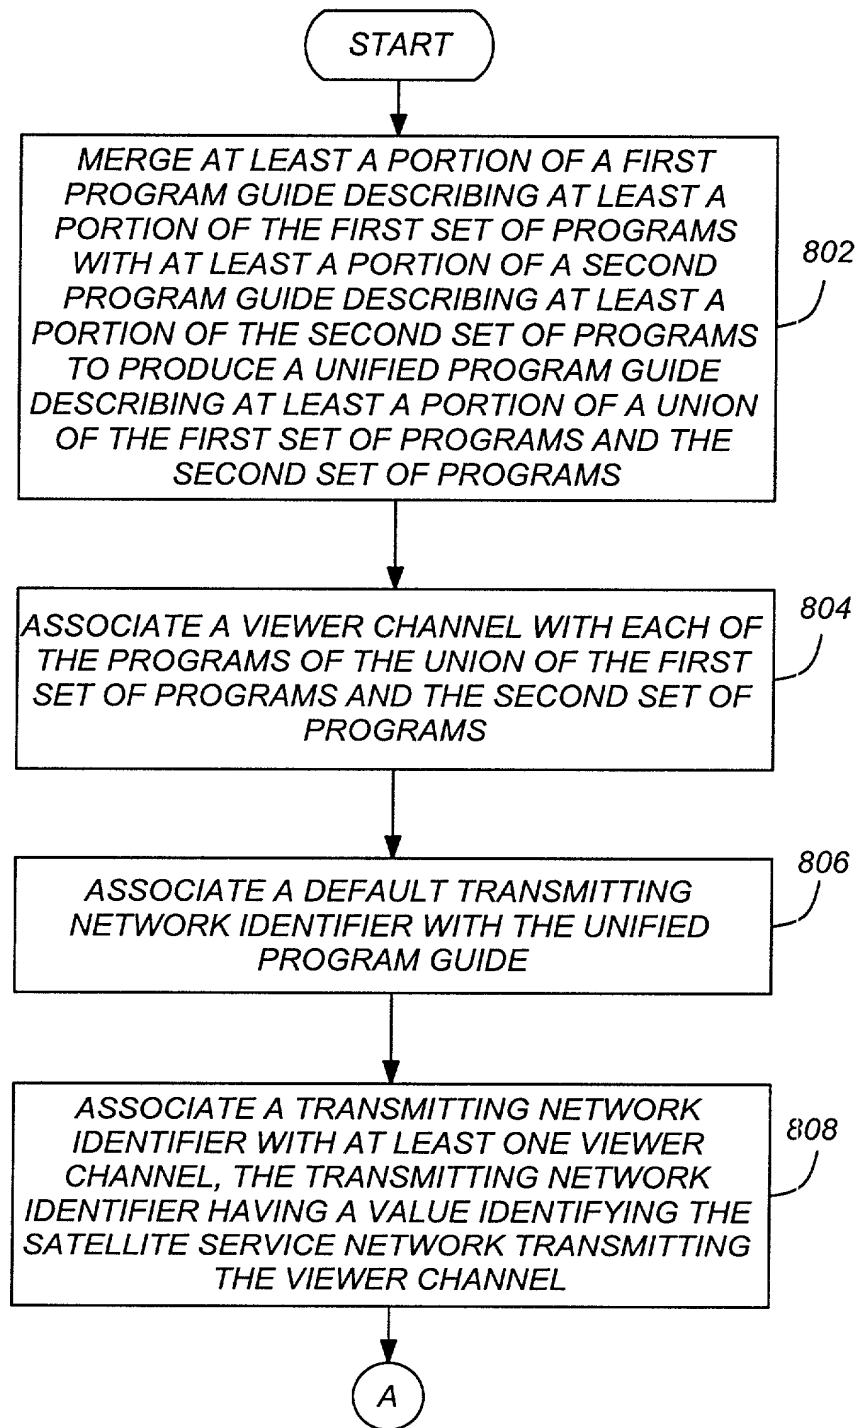 START
MERGE AT LEAST A PORTION OF A FIRST
PROGRAM GUIDE DESCRIBING AT LEAST A
PORTION OF THE FIRST SET OF PROGRAMS
WITH AT LEAST A PORTION OF A SECOND
PROGRAM GUIDE DESCRIBING AT LEAST A
PORTION OF THE SECOND SET OF PROGRAMS
TO PRODUCE A UNIFIED PROGRAM GUIDE
DESCRIBING AT LEAST A PORTION OF A UNION
OF THE FIRST SET OF PROGRAMS AND THE
SECOND SET OF PROGRAMS
802
ASSOCIATE A VIEWER CHANNEL WITH EACH OF
THE PROGRAMS OF THE UNION OF THE FIRST
SET OF PROGRAMS AND THE SECOND SET OF
PROGRAMS
804
ASSOCIATE A DEFAULT TRANSMITTING
NETWORK IDENTIFIER WITH THE UNIFIED
PROGRAM GUIDE
806
ASSOCIATE A TRANSMITTING NETWORK
IDENTIFIER WITH AT LEAST ONE VIEWER
CHANNEL, THE TRANSMITTING NETWORK
IDENTIFIER HAVING A VALUE IDENTIFYING THE
SATELLITE SERVICE NETWORK TRANSMITTING
THE VIEWER CHANNEL
808
A